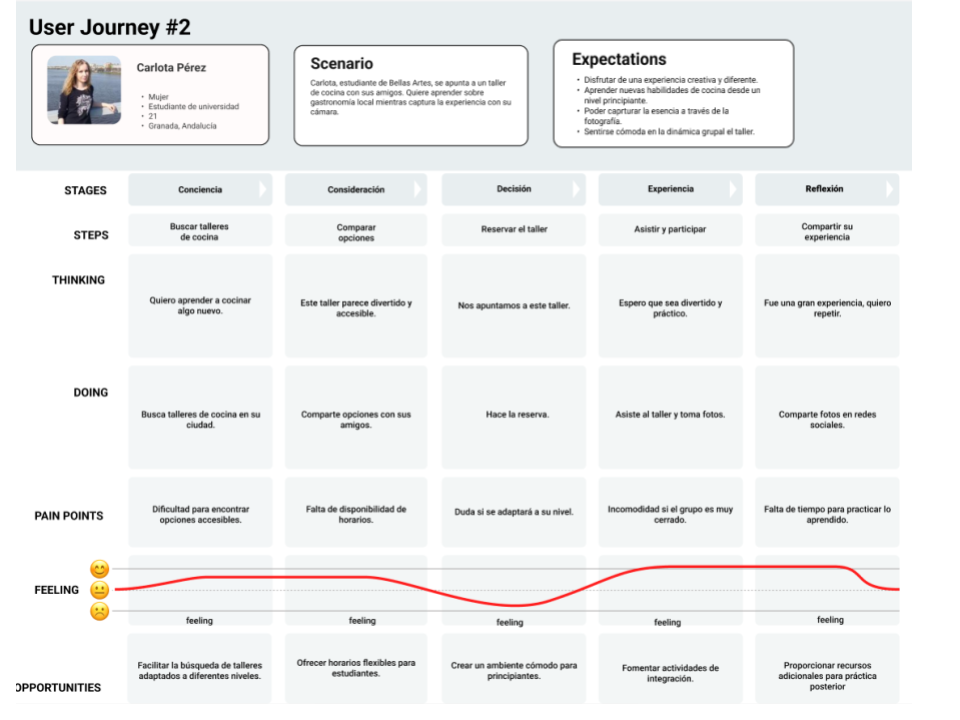 User Journey #2
Carlota Pérez
• Mujer
• Estudiante de universidad
• 21
• Granada, Andalucía
Scenario
Carlota, estudiante de Bellas Artes, se apunta a un taller
de cocina con sus amigos. Quiere aprender sobre
gastronomía local mientras captura la experiencia con su
cámara.
Expectations
• Disfrutar de una experiencia creativa y diferente.
• Aprender nuevas habilidades de cocina desde un
nivel principiante.
• Poder caprturar la esencia a través de la
fotografía.
• Sentirse cómoda en la dinámica grupal el taller.
STAGES
Conciencia
Consideración
Decisión
Experiencia
Reflexión
STEPS
Buscar talleres
de cocina
Comparar
opciones
Reservar el taller
Asistir y participar
Compartir su
experiencia
THINKING
Quiero aprender a cocinar
algo nuevo.
Este taller parece divertido y
accesible.
Nos apuntamos a este taller.
Espero que sea divertido y
práctico.
Fue una gran experiencia, quiero
repetir.
DOING
Busca talleres de cocina en su
ciudad.
Comparte opciones con sus
amigos.
Hace la reserva.
Asiste al taller y toma fotos.
Comparte fotos en redes
sociales.
PAIN POINTS
Dificultad para encontrar
opciones accesibles.
Falta de disponibilidad de
horarios.
Duda si se adaptará a su nivel.
Incomodidad si el grupo es muy
cerrado.
Falta de tiempo para practicar lo
aprendido.
FEELING
feeling
feeling
feeling
feeling
feeling
OPPORTUNITIES
Facilitar la búsqueda de talleres
adaptados a diferentes niveles.
Ofrecer horarios flexibles para
estudiantes.
Crear un ambiente cómodo para
principiantes.
Fomentar actividades de
integración.
Proporcionar recursos
adicionales para práctica
posterior